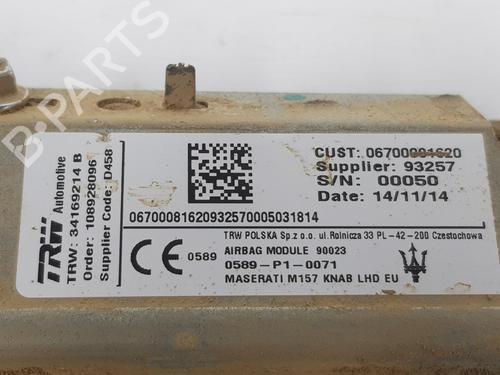 TRW Automotive
TRW: 34169214 B
Order: 108928096
Supplier Code: D458
CUST: 06700081620
Supplier: 93257
S/N: 00050
Date: 14/11/14
06700081620932570005031814
TRW POLSKA Sp.z o.o. ul. Rolnicza 33 PL-42-200 Czestochowa
CE 0589
AIRBAG MODULE 90023
0589-P1-0071
MASERATI M157 KNAB LHD EU
B-PARTS